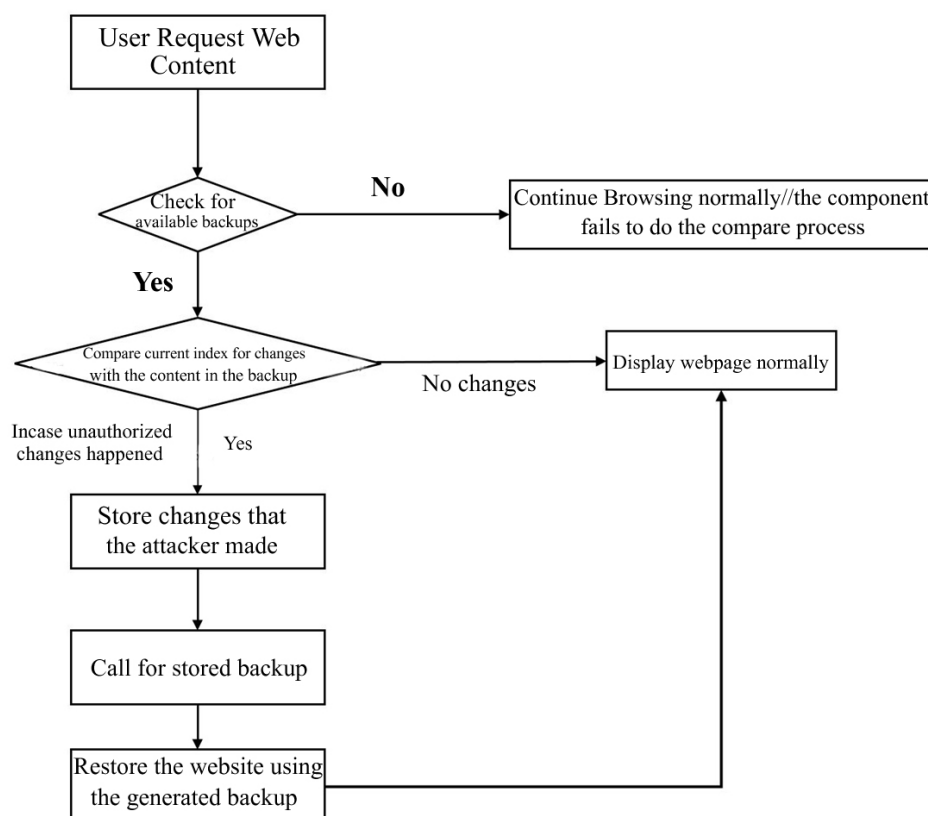 User Request Web
Content
Check for
available backups
No
Continue Browsing normally//the component
fails to do the compare process
Yes
Compare current index for changes
with the content in the backup
No changes
Display webpage normally
Incase unauthorized
changes happened
Yes
Store changes that
the attacker made
Call for stored backup
Restore the website using
the generated backup